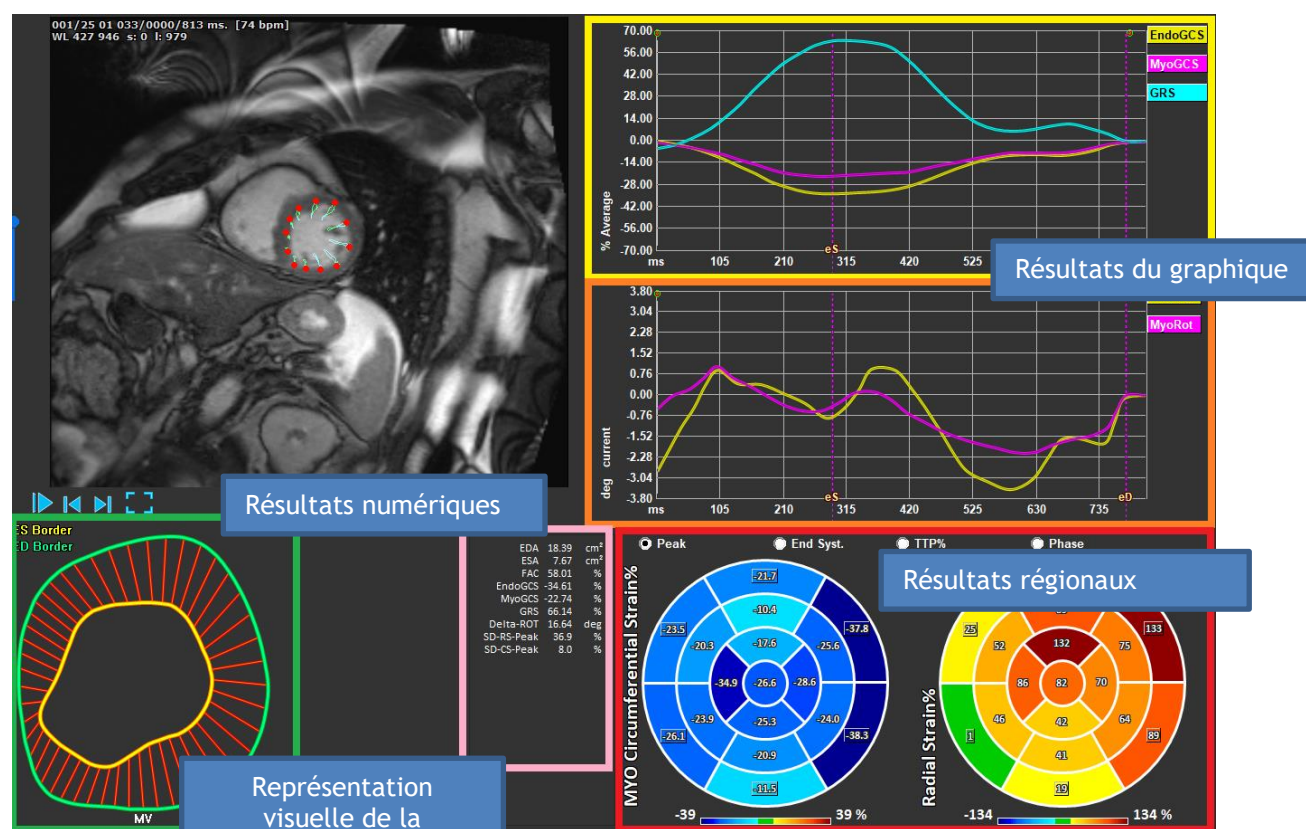 001/25 01 033/0000/813 ms. [74 bpm]
WL 427 946 s: 0 l: 979
70.00
56.00
42.00
28.00
14.00
0.00
-14.00
-28.00
-42.00
-56.00
-70.00
% Average
ms 105 210 315 420 525
eS
EndoGCS
MyoGCS
GRS
Résultats du graphique
3.80
3.04
2.28
1.52
0.76
0.00
-0.76
-1.52
-2.28
-3.04
-3.80
deg current
ms 105 210 315 420 525 630 735
eS eD
MyoRot
Résultats numériques
ES Border
ED Border
MV
Représentation
visuelle de la
EDA 18.39 cm²
ESA 7.67 cm²
FAC 58.01 %
EndoGCS -34.61 %
MyoGCS -22.74 %
GRS 66.14 %
Delta-ROT 16.64 deg
SD-RS-Peak 36.9 %
SD-CS-Peak 8.0 %
Peak End Syst. TTP% Phase
Résultats régionaux
MYO Circumferential Strain%
-21.7
-10.4
-23.5 -37.8
-20.3 -17.6 -25.6
-34.9 -26.6 -28.6
-23.9 -24.0
-26.1 -25.3 -38.3
-20.9
-11.5
-39 39 %
Radial Strain%
25 133
52 132 75
86 82 70
46 42 64
1 89
41
19
-134 134 %